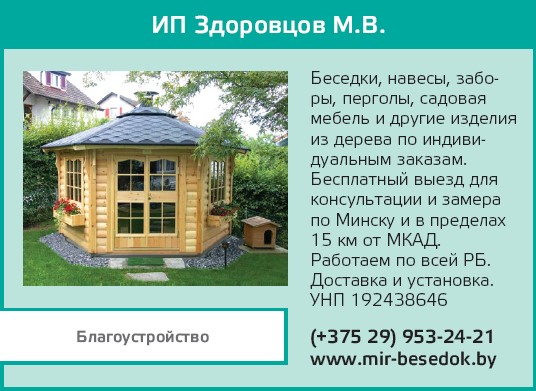 ИП Здоровцов М.В.
Беседки, навесы, забо-
ры, перголы, садовая
мебель и другие изделия
из дерева по индиви-
дуальным заказам.
Бесплатный выезд для
консультации и замера
по Минску и в пределах
15 км от МКАД.
Работаем по всей РБ.
Доставка и установка.
УНП 192438646
(+375 29) 953-24-21
www.mir-besedok.by
Благоустройство